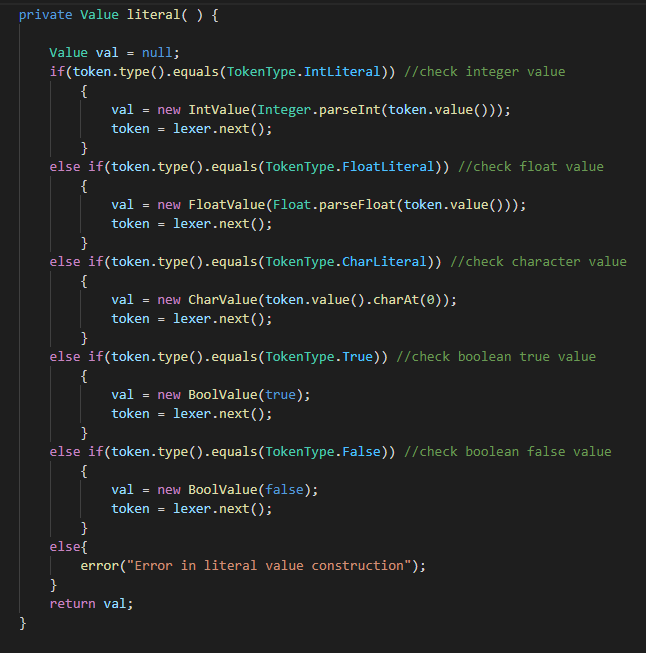 private Value literal( ) {
Value val = null;
if(token.type().equals(TokenType.IntLiteral)) //check integer value
{
val = new IntValue(Integer.parseInt(token.value()));
token = lexer.next();
}
else if(token.type().equals(TokenType.FloatLiteral)) //check float value
{
val = new FloatValue(Float.parseFloat(token.value()));
token = lexer.next();
}
else if(token.type().equals(TokenType.CharLiteral)) //check character value
{
val = new CharValue(token.value().charAt(0));
token = lexer.next();
}
else if(token.type().equals(TokenType.True)) //check boolean true value
{
val = new BoolValue(true);
token = lexer.next();
}
else if(token.type().equals(TokenType.False)) //check boolean false value
{
val = new BoolValue(false);
token = lexer.next();
}
else{
error("Error in literal value construction");
}
return val;
}